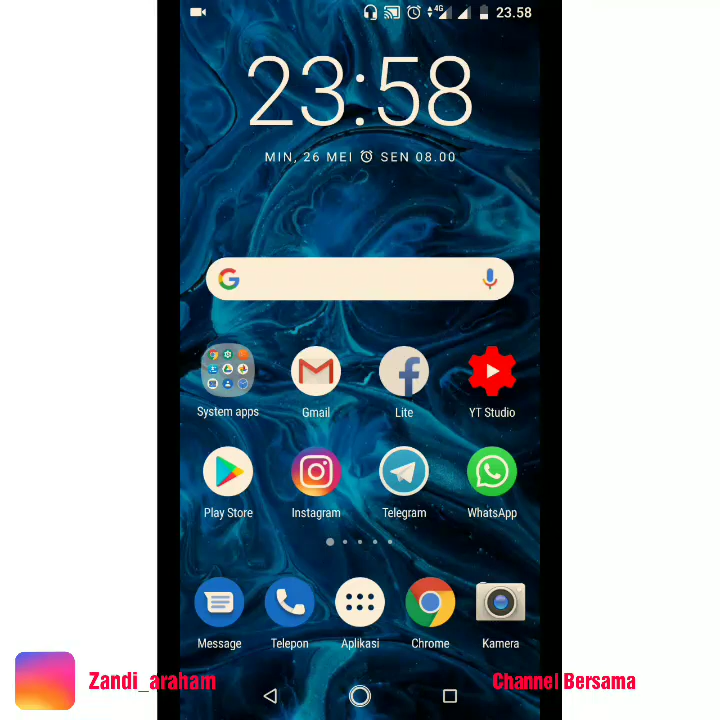 4G 23.58
23:58
MIN, 26 MEI SEN 08.00
G
System apps Gmail Lite YT Studio
Play Store Instagram Telegram WhatsApp
Message Telepon Aplikasi Chrome Kamera
Zandi_araham Channel Bersama